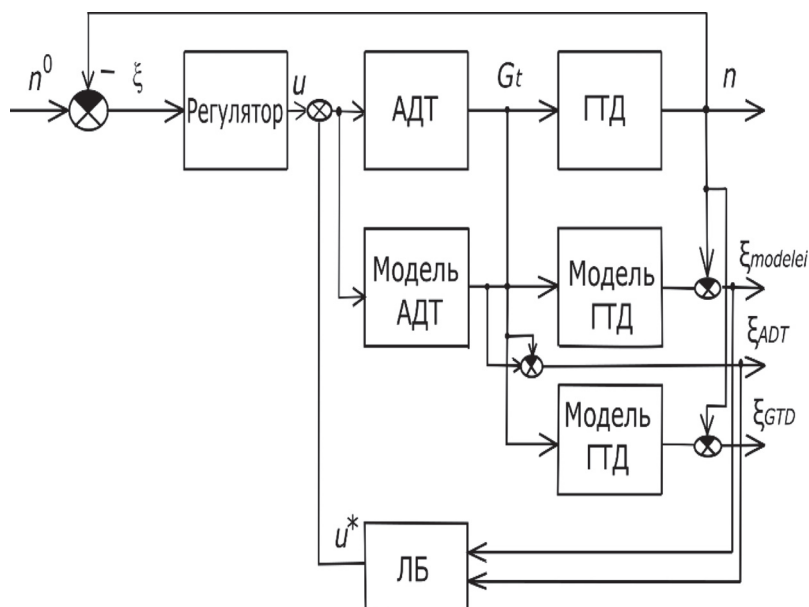 n⁰
– ξ
Регулятор
u
АДТ
Gt
ГТД
n
Модель
АДТ
Модель
ГТД
ξmodelei
ξADT
Модель
ГТД
ξGTD
u*
ЛБ